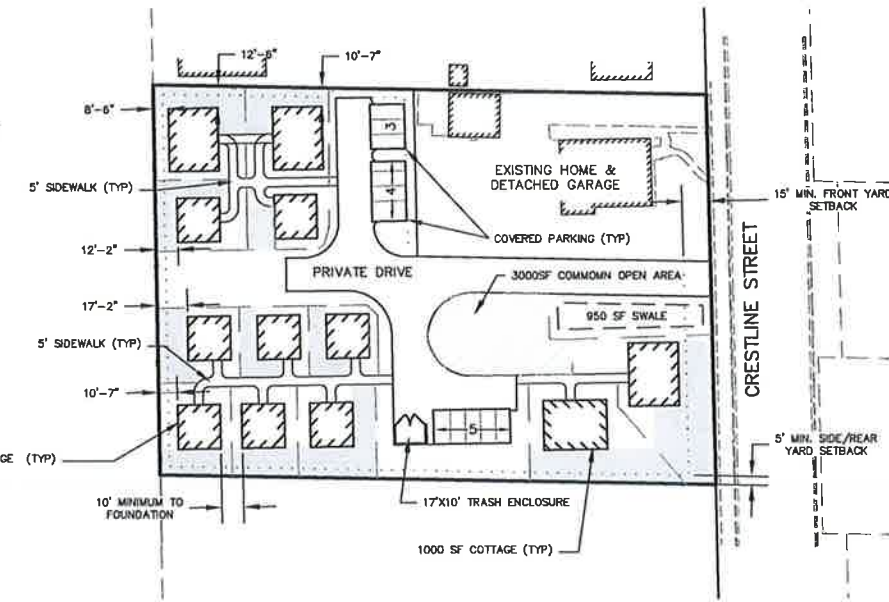 12'-6"
10'-7"
8'-6"
3
5' SIDEWALK (TYP)
4
EXISTING HOME &
DETACHED GARAGE
15' MIN. FRONT YARD
SETBACK
COVERED PARKING (TYP)
12'-2"
PRIVATE DRIVE
3000SF COMMOMN OPEN AREA
17'-2"
950 SF SWALE
5' SIDEWALK (TYP)
CRESTLINE STREET
10'-7"
5
GE (TYP)
5' MIN. SIDE/REAR
YARD SETBACK
10' MINIMUM TO
FOUNDATION
17'X10' TRASH ENCLOSURE
1000 SF COTTAGE (TYP)